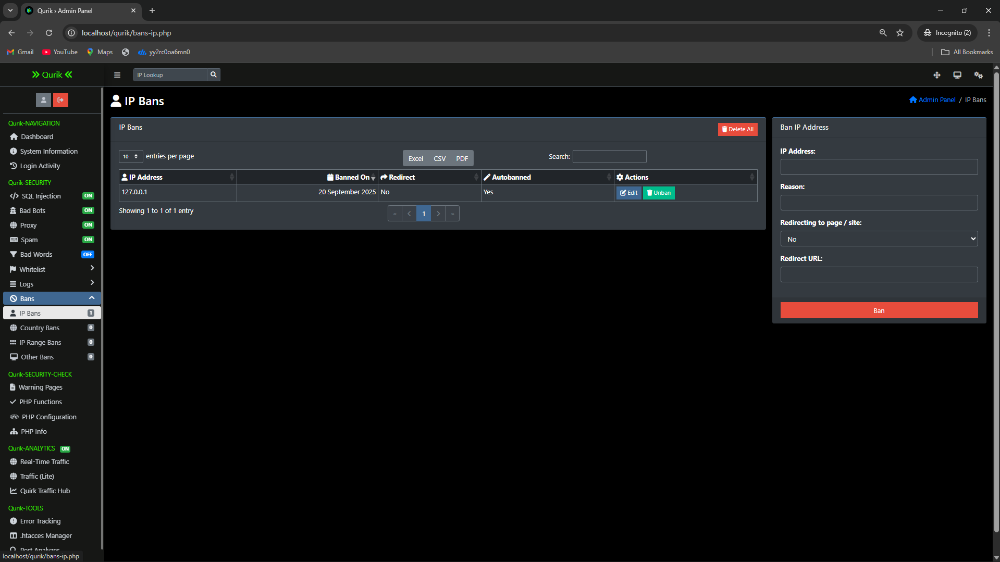 Qurik › Admin Panel
localhost/qurik/bans-ip.php
Incognito (2)
Gmail
YouTube
Maps
yy2rc0oa6mn0
All Bookmarks
Qurik
IP Lookup
IP Bans
Admin Panel / IP Bans
Qurik-NAVIGATION
Dashboard
System Information
Login Activity
Qurik-SECURITY
SQL Injection ON
Bad Bots ON
Proxy ON
Spam ON
Bad Words OFF
Whitelist
Logs
Bans
IP Bans 1
Country Bans 0
IP Range Bans 0
Other Bans 0
Qurik-SECURITY-CHECK
Warning Pages
PHP Functions
php PHP Configuration
PHP Info
Qurik-ANALYTICS ON
Real-Time Traffic
Traffic (Lite)
Quirk Traffic Hub
Qurik-TOOLS
Error Tracking
.htacces Manager
Port Analyzer
localhost/qurik/bans-ip.php
IP Bans
Delete All
10 entries per page
Excel CSV PDF
Search:
IP Address Banned On Redirect Autobanned Actions
127.0.0.1 20 September 2025 No Yes Edit Unban
Showing 1 to 1 of 1 entry
« ‹ 1 › »
Ban IP Address
IP Address:
Reason:
Redirecting to page / site:
No
Redirect URL:
Ban